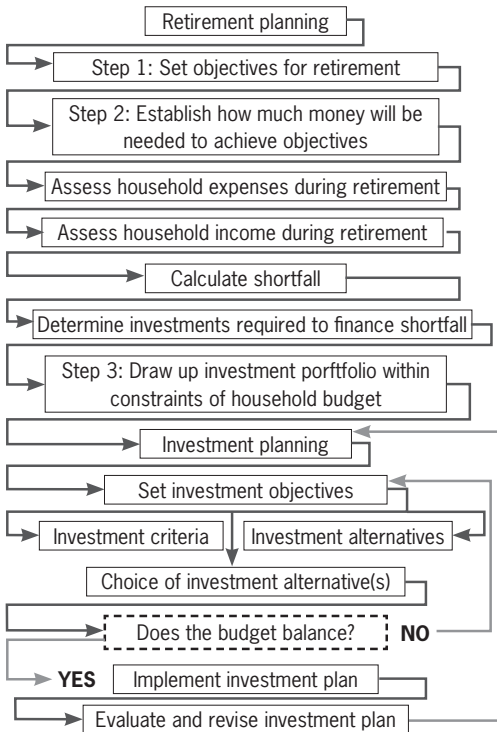 Retirement planning
Step 1: Set objectives for retirement
Step 2: Establish how much money will be
needed to achieve objectives
Assess household expenses during retirement
Assess household income during retirement
Calculate shortfall
Determine investments required to finance shortfall
Step 3: Draw up investment porttfolio within
constraints of household budget
Investment planning
Set investment objectives
Investment criteria
Investment alternatives
Choice of investment alternative(s)
Does the budget balance? NO
YES Implement investment plan
Evaluate and revise investment plan